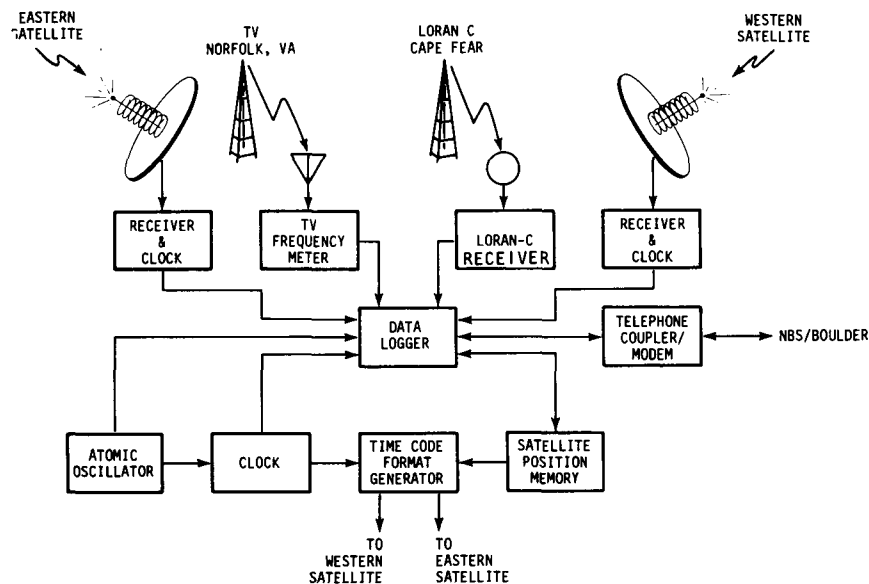 EASTERN
SATELLITE
TV
NORFOLK, VA
LORAN C
CAPE FEAR
WESTERN
SATELLITE
RECEIVER
&
CLOCK
TV
FREQUENCY
METER
LORAN-C
RECEIVER
RECEIVER
&
CLOCK
DATA
LOGGER
TELEPHONE
COUPLER/
MODEM
NBS/BOULDER
ATOMIC
OSCILLATOR
CLOCK
TIME CODE
FORMAT
GENERATOR
SATELLITE
POSITION
MEMORY
TO
WESTERN
SATELLITE
TO
EASTERN
SATELLITE